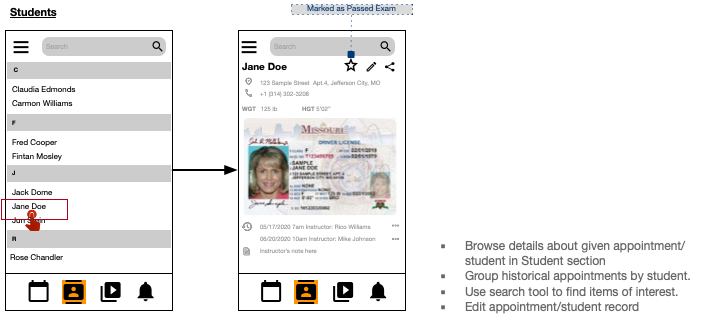 Students
Marked as Passed Exam
Search
C
Claudia Edmonds
Carmon Williams
F
Fred Cooper
Fintan Mosley
J
Jack Dome
Jane Doe
R
Rose Chandler
Search
Jane Doe
123 Sample Street Apt.4, Jefferson City, MO
+1 (314) 302-3206
WGT 125 lb HGT 5'02"
MISSOURI
DRIVER LICENSE
SAMPLE
JANE DOE
05/17/2020 7am Instructor: Rico Williams
06/20/2020 10am Instructor: Mike Johnson
Instructor's note here
Browse details about given appointment/
student in Student section
Group historical appointments by student.
Use search tool to find items of interest.
Edit appointment/student record